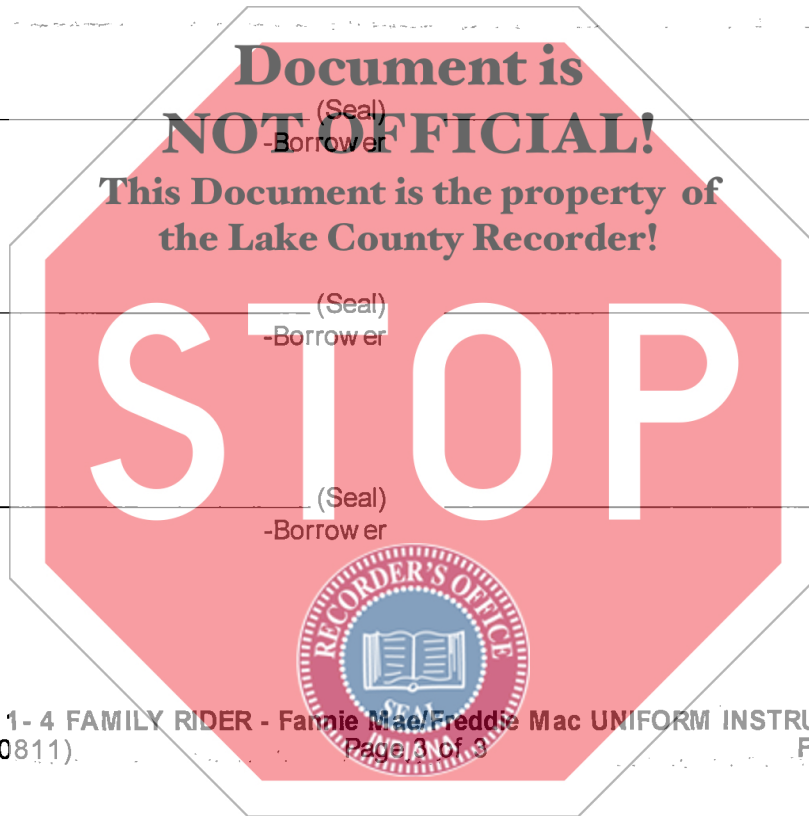 Document is
(Seal)
NOT OFFICIAL!
-Borrower
This Document is the property of
the Lake County Recorder!
(Seal)
-Borrower
STOP
(Seal)
-Borrower
RECORDER'S OFFICE
SEAL
1- 4 FAMILY RIDER - Fannie Mae/Freddie Mac UNIFORM INSTRU
0811)
Page 3 of 3